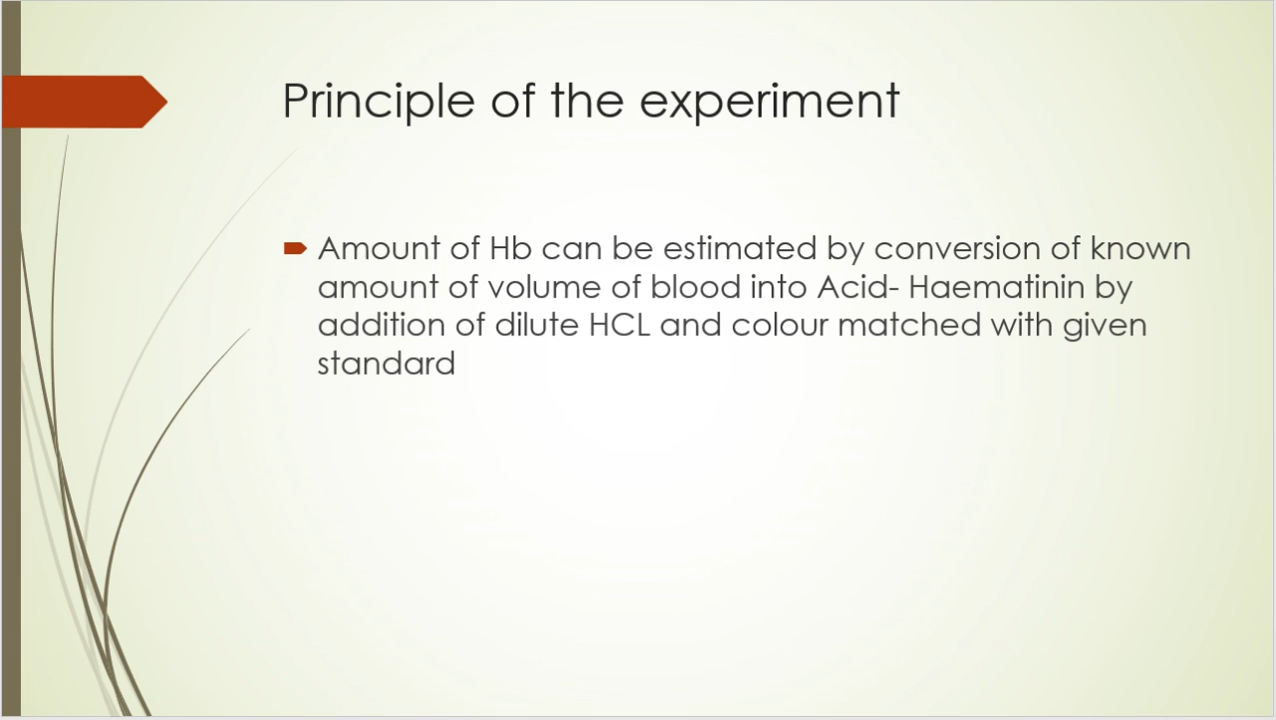 Principle of the experiment
Amount of Hb can be estimated by conversion of known
amount of volume of blood into Acid- Haematinin by
addition of dilute HCL and colour matched with given
standard